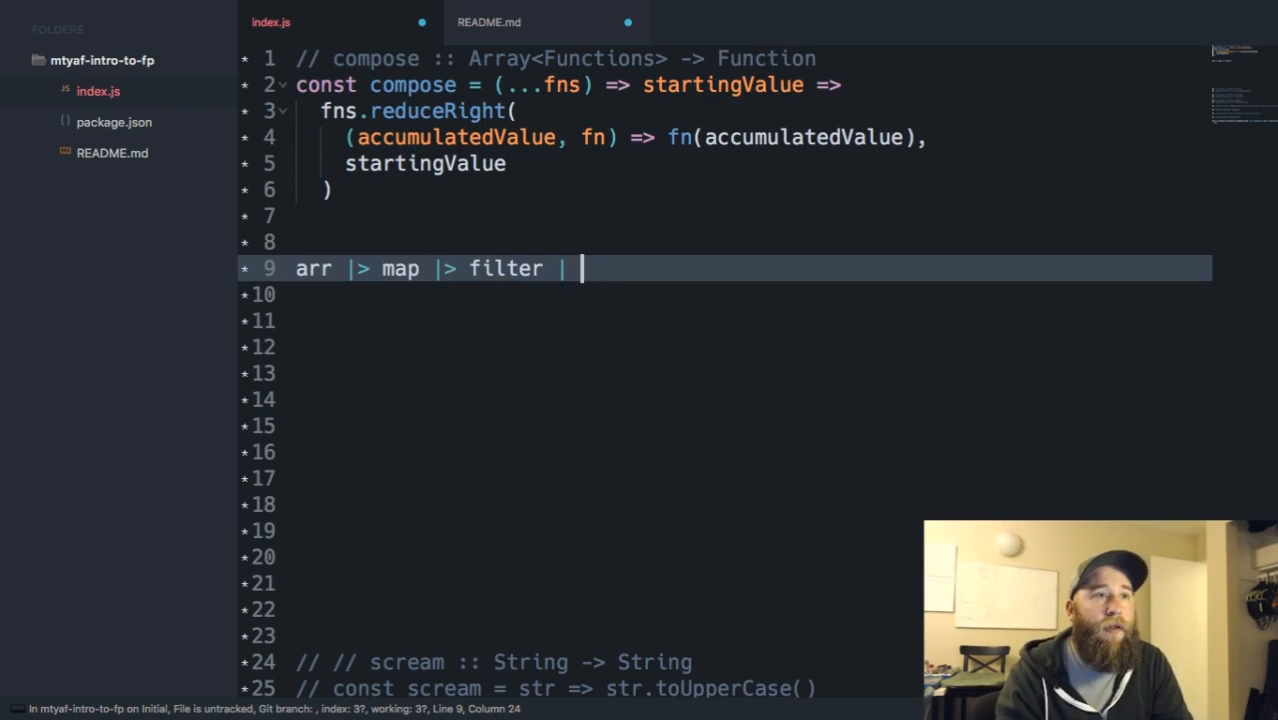 FOLDERS
mtyaf-intro-to-fp
JS index.js
package.json
README.md
index.js
README.md
* 1 // compose :: Array<Functions> -> Function
* 2 const compose = (...fns) => startingValue =>
* 3 fns.reduceRight(
* 4 (accumulatedValue, fn) => fn(accumulatedValue),
* 5 startingValue
* 6 )
* 7
* 8
* 9 arr |> map |> filter |
* 10
* 11
* 12
* 13
* 14
* 15
* 16
* 17
* 18
* 19
* 20
* 21
* 22
* 23
* 24 // // scream :: String -> String
* 25 // const scream = str => str.toUpperCase()
In mtyaf-intro-to-fp on Initial, File is untracked, Git branch: , index: 3?, working: 3?, Line 9, Column 24